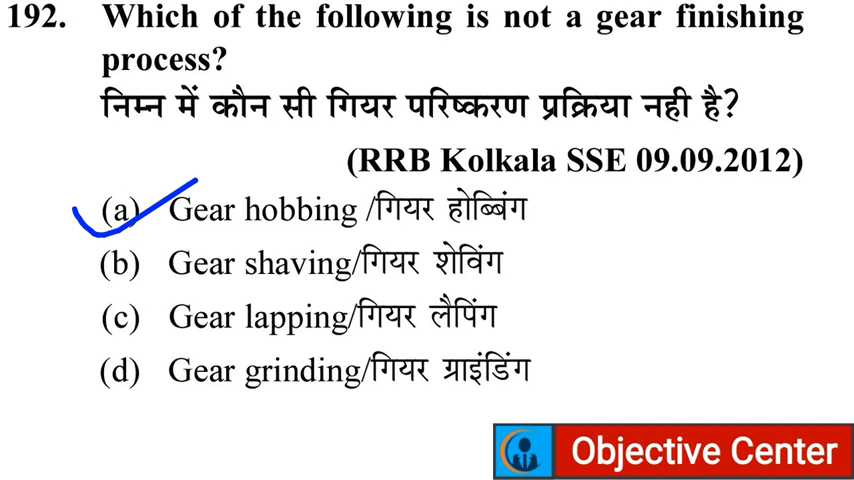 192. Which of the following is not a gear finishing
process?
निम्न में कौन सी गियर परिष्करण प्रक्रिया नही है?
(RRB Kolkala SSE 09.09.2012)
(a) Gear hobbing /गियर होब्बिंग
(b) Gear shaving/गियर शेविंग
(c) Gear lapping/गियर लैपिंग
(d) Gear grinding/गियर ग्राइंडिंग
Objective Center